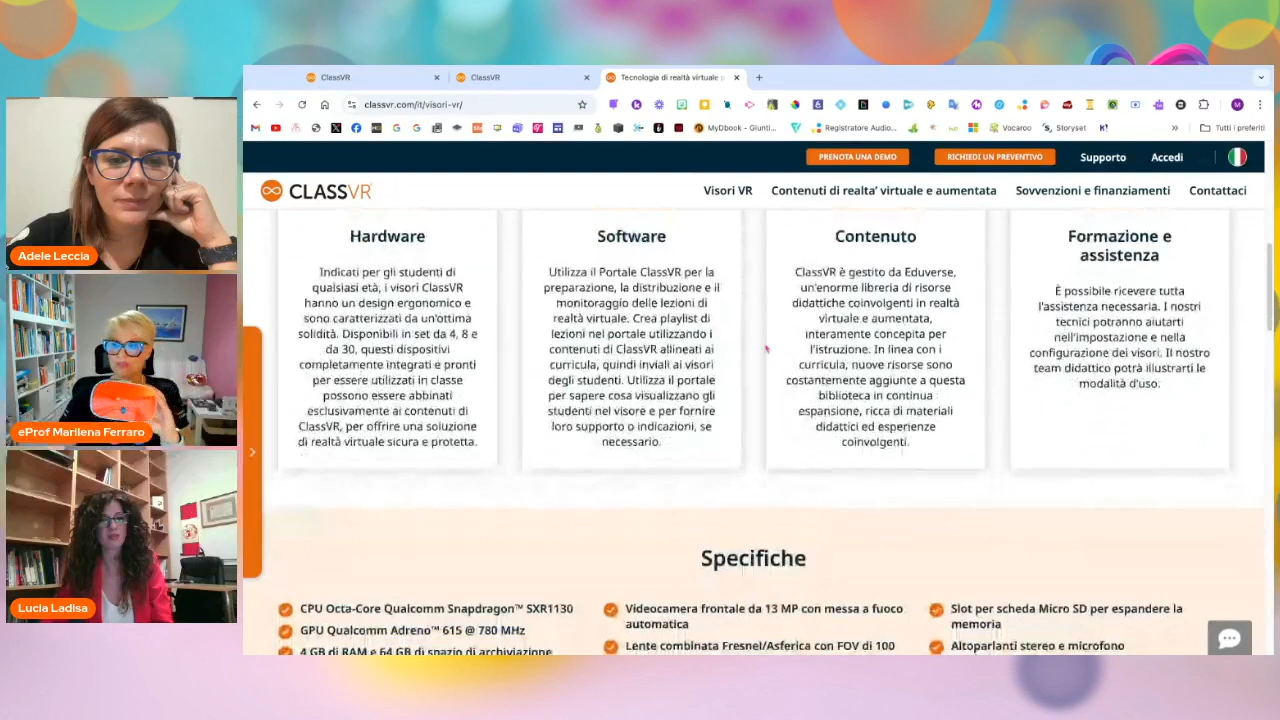 Adele Leccia
eProf Marilena Ferraro
Lucia Ladisa
ClassVR
ClassVR
Tecnologia di realtà virtuale p
classvr.com/it/visori-vr/
MyDbook - Giunti...
Registratore Audio...
Vocaroo
Storyset
Tutti i preferiti
PRENOTA UNA DEMO
RICHIEDI UN PREVENTIVO
Supporto
Accedi
CLASSVR
Visori VR
Contenuti di realta' virtuale e aumentata
Sovvenzioni e finanziamenti
Contattaci
Hardware
Indicati per gli studenti di
qualsiasi età, i visori ClassVR
hanno un design ergonomico e
sono caratterizzati da un'ottima
solidità. Disponibili in set da 4, 8 e
da 30, questi dispositivi
completamente integrati e pronti
per essere utilizzati in classe
possono essere abbinati
esclusivamente ai contenuti di
ClassVR, per offrire una soluzione
di realtà virtuale sicura e protetta.
Software
Utilizza il Portale ClassVR per la
preparazione, la distribuzione e il
monitoraggio delle lezioni di
realtà virtuale. Crea playlist di
lezioni nel portale utilizzando i
contenuti di ClassVR allineati ai
curricula, quindi inviali ai visori
degli studenti. Utilizza il portale
per sapere cosa visualizzano gli
studenti nel visore e per fornire
loro supporto o indicazioni, se
necessario.
Contenuto
ClassVR è gestito da Eduverse,
un'enorme libreria di risorse
didattiche coinvolgenti in realtà
virtuale e aumentata,
interamente concepita per
l'istruzione. In linea con i
curricula, nuove risorse sono
costantemente aggiunte a questa
biblioteca in continua
espansione, ricca di materiali
didattici ed esperienze
coinvolgenti.
Formazione e
assistenza
È possibile ricevere tutta
l'assistenza necessaria. I nostri
tecnici potranno aiutarti
nell'impostazione e nella
configurazione dei visori. Il nostro
team didattico potrà illustrarti le
modalità d'uso.
Specifiche
CPU Octa-Core Qualcomm Snapdragon™ SXR1130
GPU Qualcomm Adreno™ 615 @ 780 MHz
4 GB di RAM e 64 GB di spazio di archiviazione
Videocamera frontale da 13 MP con messa a fuoco
automatica
Lente combinata Fresnel/Asferica con FOV di 100
Slot per scheda Micro SD per espandere la
memoria
Altoparlanti stereo e microfono